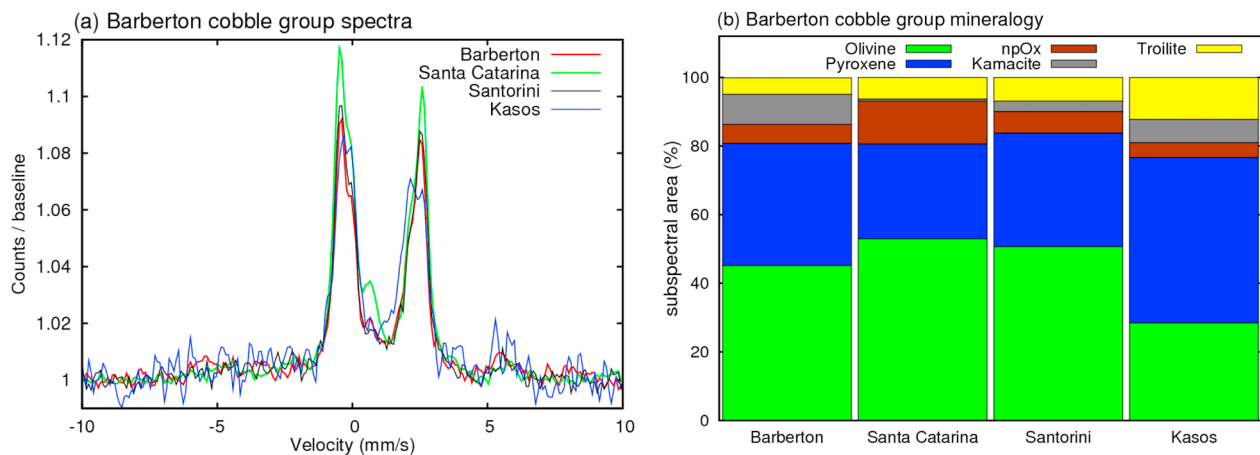 (a) Barberton cobble group spectra
1.12
1.1
1.08
1.06
1.04
1.02
1
Counts / baseline
Barberton
Santa Catarina
Santorini
Kasos
-10
-5
0
5
10
Velocity (mm/s)
(b) Barberton cobble group mineralogy
Olivine
npOx
Troilite
Pyroxene
Kamacite
100
80
60
40
20
0
subspectral area (%)
Barberton
Santa Catarina
Santorini
Kasos